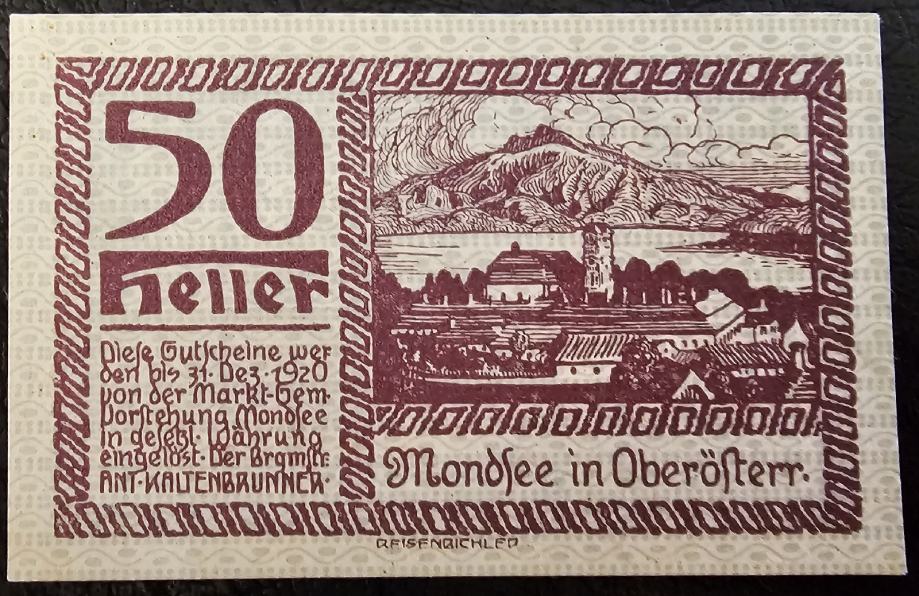 50
Heller
Dieſe Gutſcheine wer
den bis 31. Dez. 1920
von der Markt-Gem-
Vorſtehung Mondſee
in geſetzl. Währung
eingelöst. Der Brgmſtr:
ANT. KALTENBRUNNER.
Mondſee in Oberöſterr.
REISENBICHLER